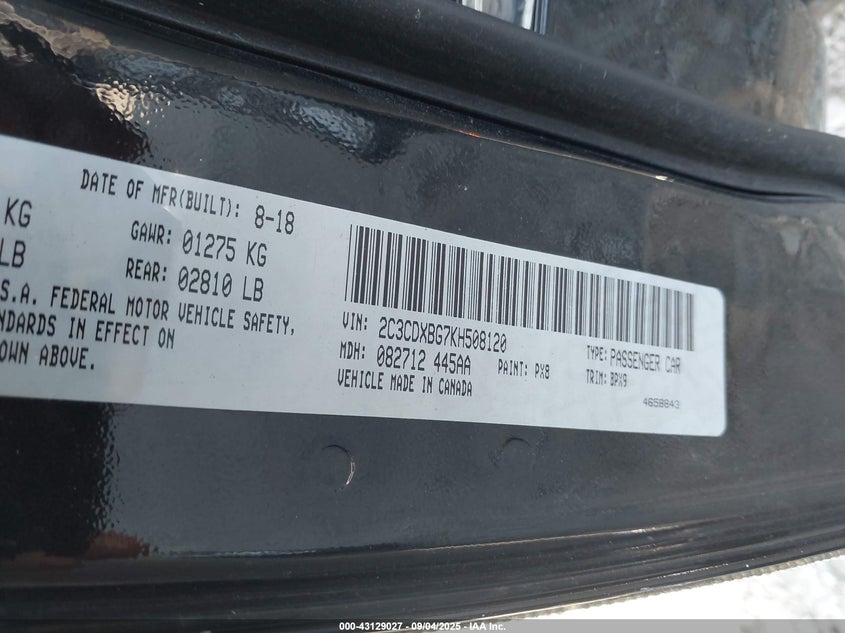 DATE OF MFR(BUILT): 8-18
KG GAWR: 01275 KG
LB REAR: 02810 LB
S.A. FEDERAL MOTOR VEHICLE SAFETY,
NDARDS IN EFFECT ON
OWN ABOVE.
VIN: 2C3CDXBG7KH508120 TYPE: PASSENGER CAR
MDH: 082712 445AA PAINT: PX8 TRIM: BPX9
VEHICLE MADE IN CANADA
4658843
000-43129027 - 09/04/2025 - IAA Inc.